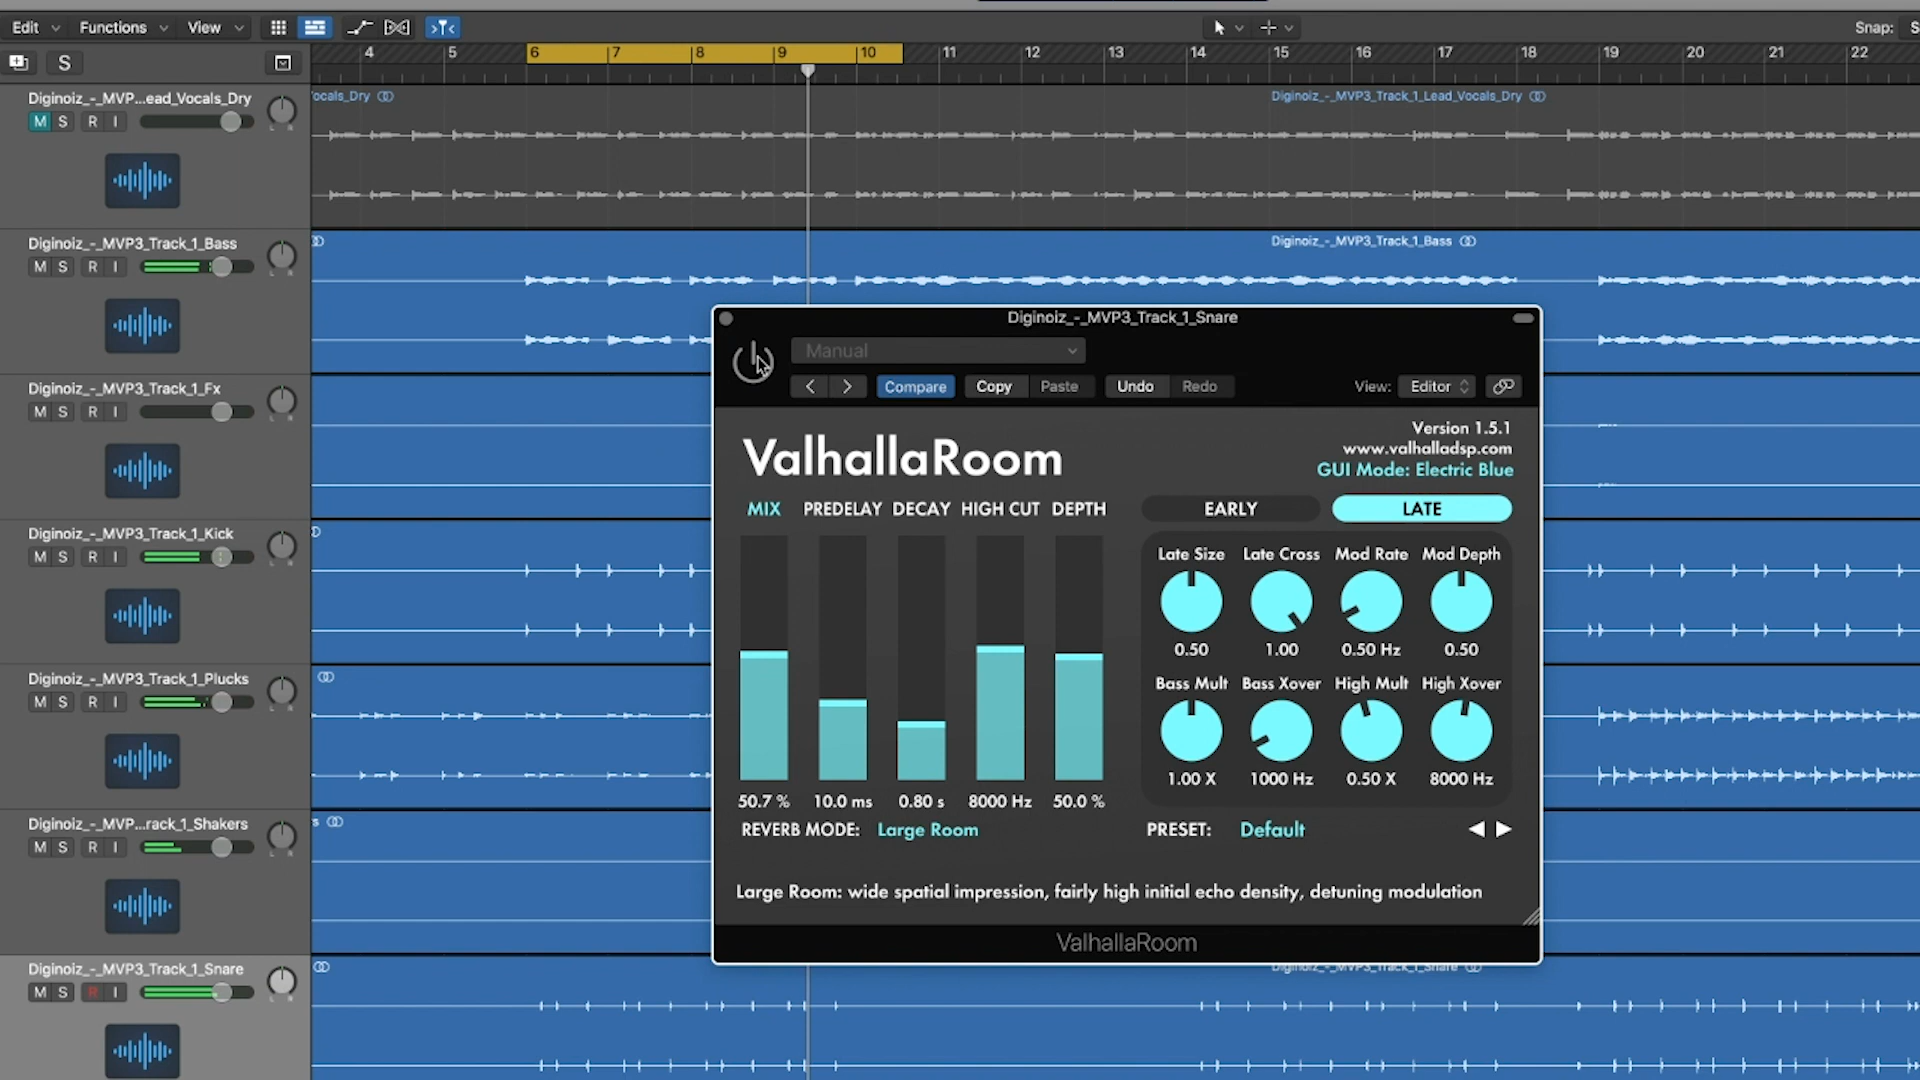 Edit Functions View Snap: S
4 5 6 7 8 9 10 11 12 13 14 15 16 17 18 19 20 21 22
S
Diginoiz_-_MVP...ead_Vocals_Dry
M S R I
L R
ocals_Dry
Diginoiz_-_MVP3_Track_1_Lead_Vocals_Dry
Diginoiz_-_MVP3_Track_1_Bass
M S R I
L R
Diginoiz_-_MVP3_Track_1_Bass
Diginoiz_-_MVP3_Track_1_Fx
M S R I
L R
Diginoiz_-_MVP3_Track_1_Kick
M S R I
L R
Diginoiz_-_MVP3_Track_1_Plucks
M S R I
L R
Diginoiz_-_MVP...rack_1_Shakers
M S R I
L R
s
Diginoiz_-_MVP3_Track_1_Snare
M S R I
L R
Diginoiz_-_MVP3_Track_1_Snare
Diginoiz_-_MVP3_Track_1_Snare
Manual
Compare Copy Paste Undo Redo View: Editor
ValhallaRoom
Version 1.5.1
www.valhalladsp.com
GUI Mode: Electric Blue
MIX PREDELAY DECAY HIGH CUT DEPTH
EARLY LATE
Late Size Late Cross Mod Rate Mod Depth
0.50 1.00 0.50 Hz 0.50
Bass Mult Bass Xover High Mult High Xover
1.00 X 1000 Hz 0.50 X 8000 Hz
50.7 % 10.0 ms 0.80 s 8000 Hz 50.0 %
REVERB MODE: Large Room
PRESET: Default
Large Room: wide spatial impression, fairly high initial echo density, detuning modulation
ValhallaRoom